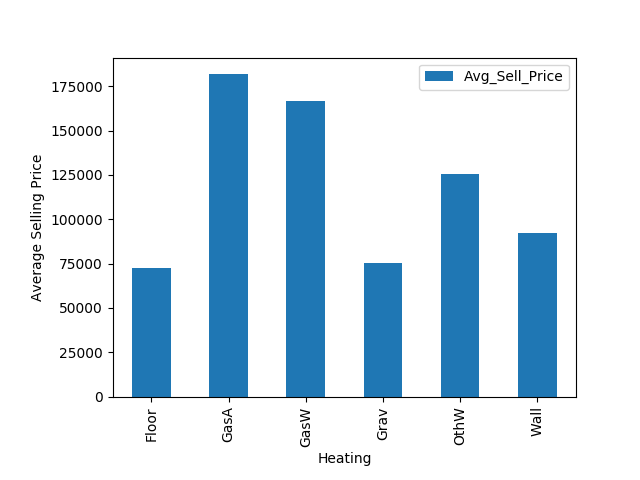 Avg_Sell_Price
Average Selling Price
175000
150000
125000
100000
75000
50000
25000
0
Floor
GasA
GasW
Grav
OthW
Wall
Heating